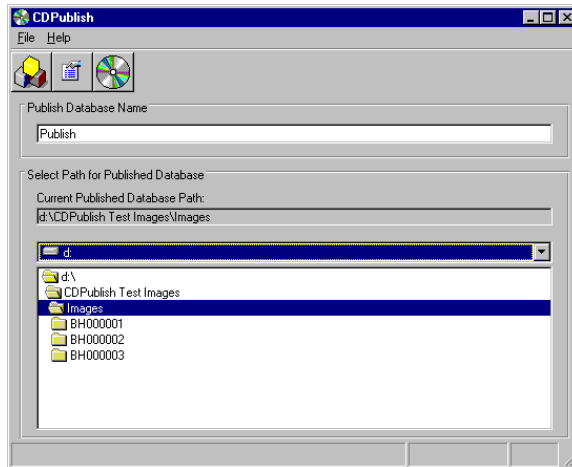 CDPublish
File Help
Publish Database Name
Publish
Select Path for Published Database
Current Published Database Path:
d:\CDPublish Test Images\Images
d:
d:\
CDPublish Test Images
Images
BH000001
BH000002
BH000003